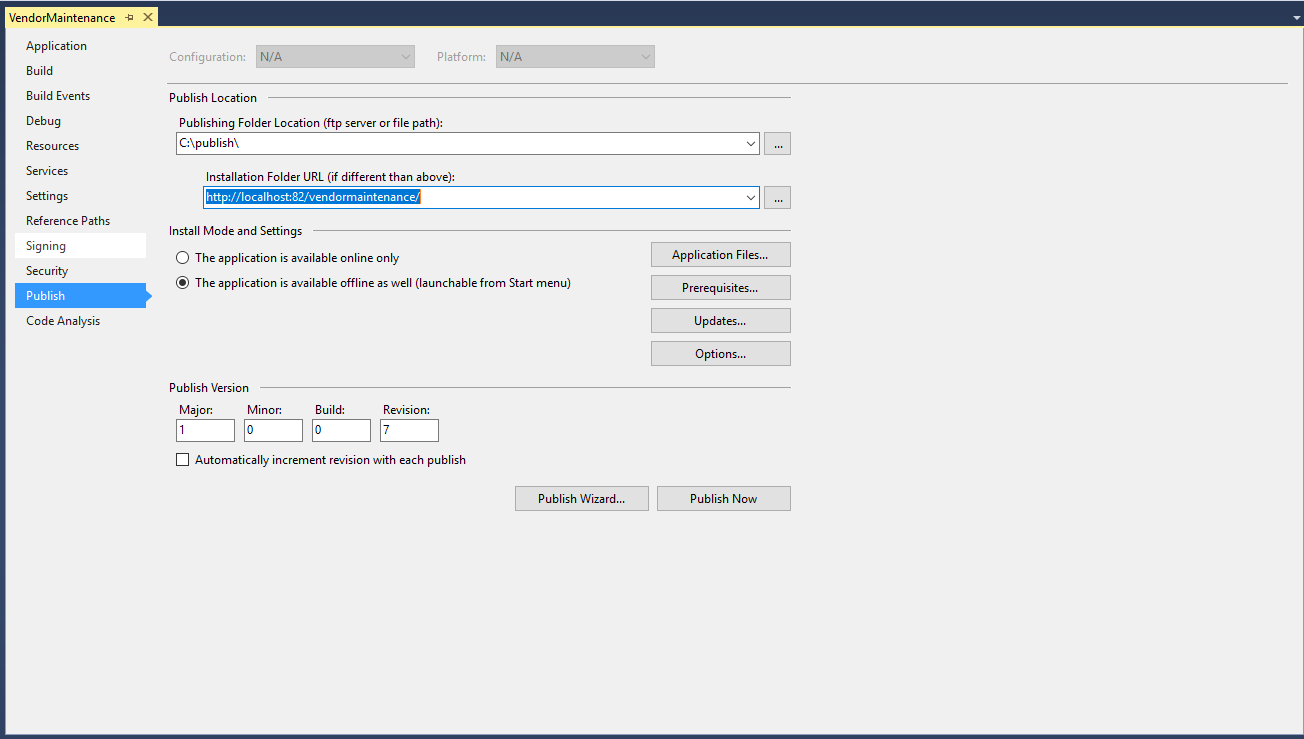 VendorMaintenance
Application
Build
Build Events
Debug
Resources
Services
Settings
Reference Paths
Signing
Security
Publish
Code Analysis
Configuration: N/A Platform: N/A
Publish Location
Publishing Folder Location (ftp server or file path):
C:\publish\ ...
Installation Folder URL (if different than above):
http://localhost:82/vendormaintenance/ ...
Install Mode and Settings
The application is available online only
The application is available offline as well (launchable from Start menu)
Application Files...
Prerequisites...
Updates...
Options...
Publish Version
Major: Minor: Build: Revision:
1 0 0 7
Automatically increment revision with each publish
Publish Wizard... Publish Now